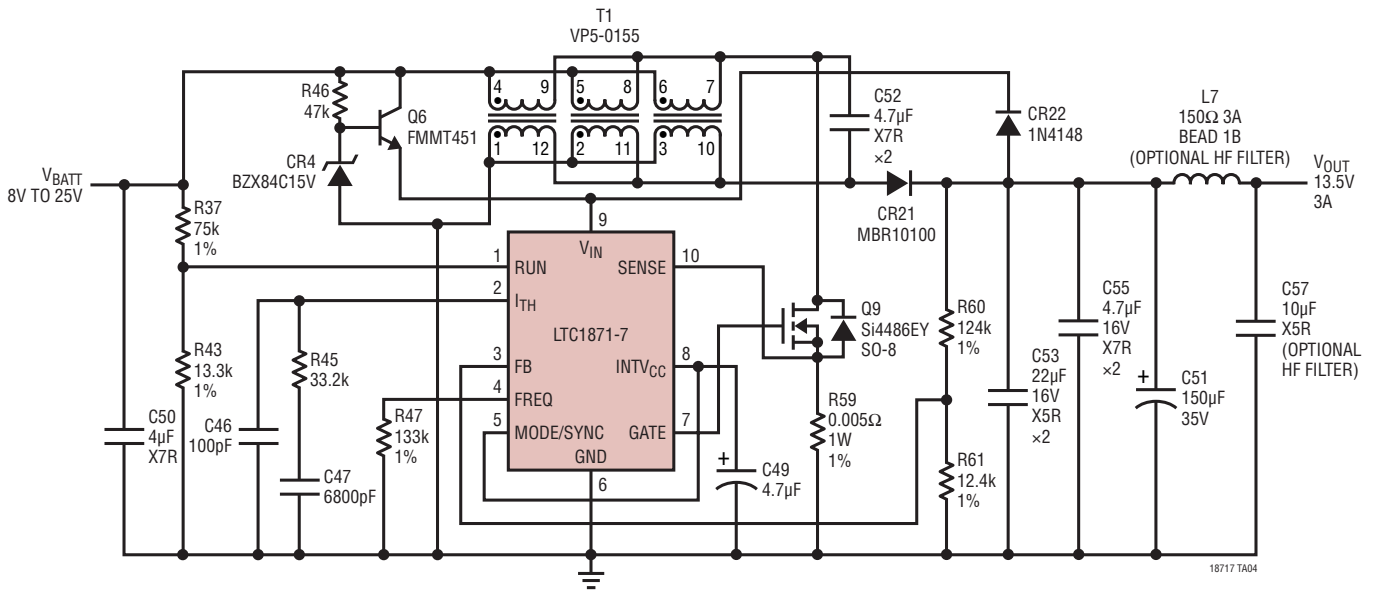 T1
VP5-0155
4
9
5
8
6
7
1
12
2
11
3
10
R46
47k
Q6
FMMT451
CR4
BZX84C15V
C52
4.7µF
X7R
×2
CR22
1N4148
L7
150Ω 3A
BEAD 1B
(OPTIONAL HF FILTER)
VBATT
8V TO 25V
VOUT
13.5V
3A
R37
75k
1%
CR21
MBR10100
9
VIN
1
RUN
SENSE
10
2
ITH
LTC1871-7
3
FB
INTVCC
8
4
FREQ
5
MODE/SYNC
GATE
7
GND
6
Q9
Si4486EY
SO-8
R60
124k
1%
C55
4.7µF
16V
X7R
×2
C57
10µF
X5R
(OPTIONAL
HF FILTER)
R43
13.3k
1%
R45
33.2k
C50
4µF
X7R
C46
100pF
R47
133k
1%
C47
6800pF
R59
0.005Ω
1W
1%
C53
22µF
16V
X5R
×2
+
C51
150µF
35V
+
C49
4.7µF
R61
12.4k
1%
18717 TA04